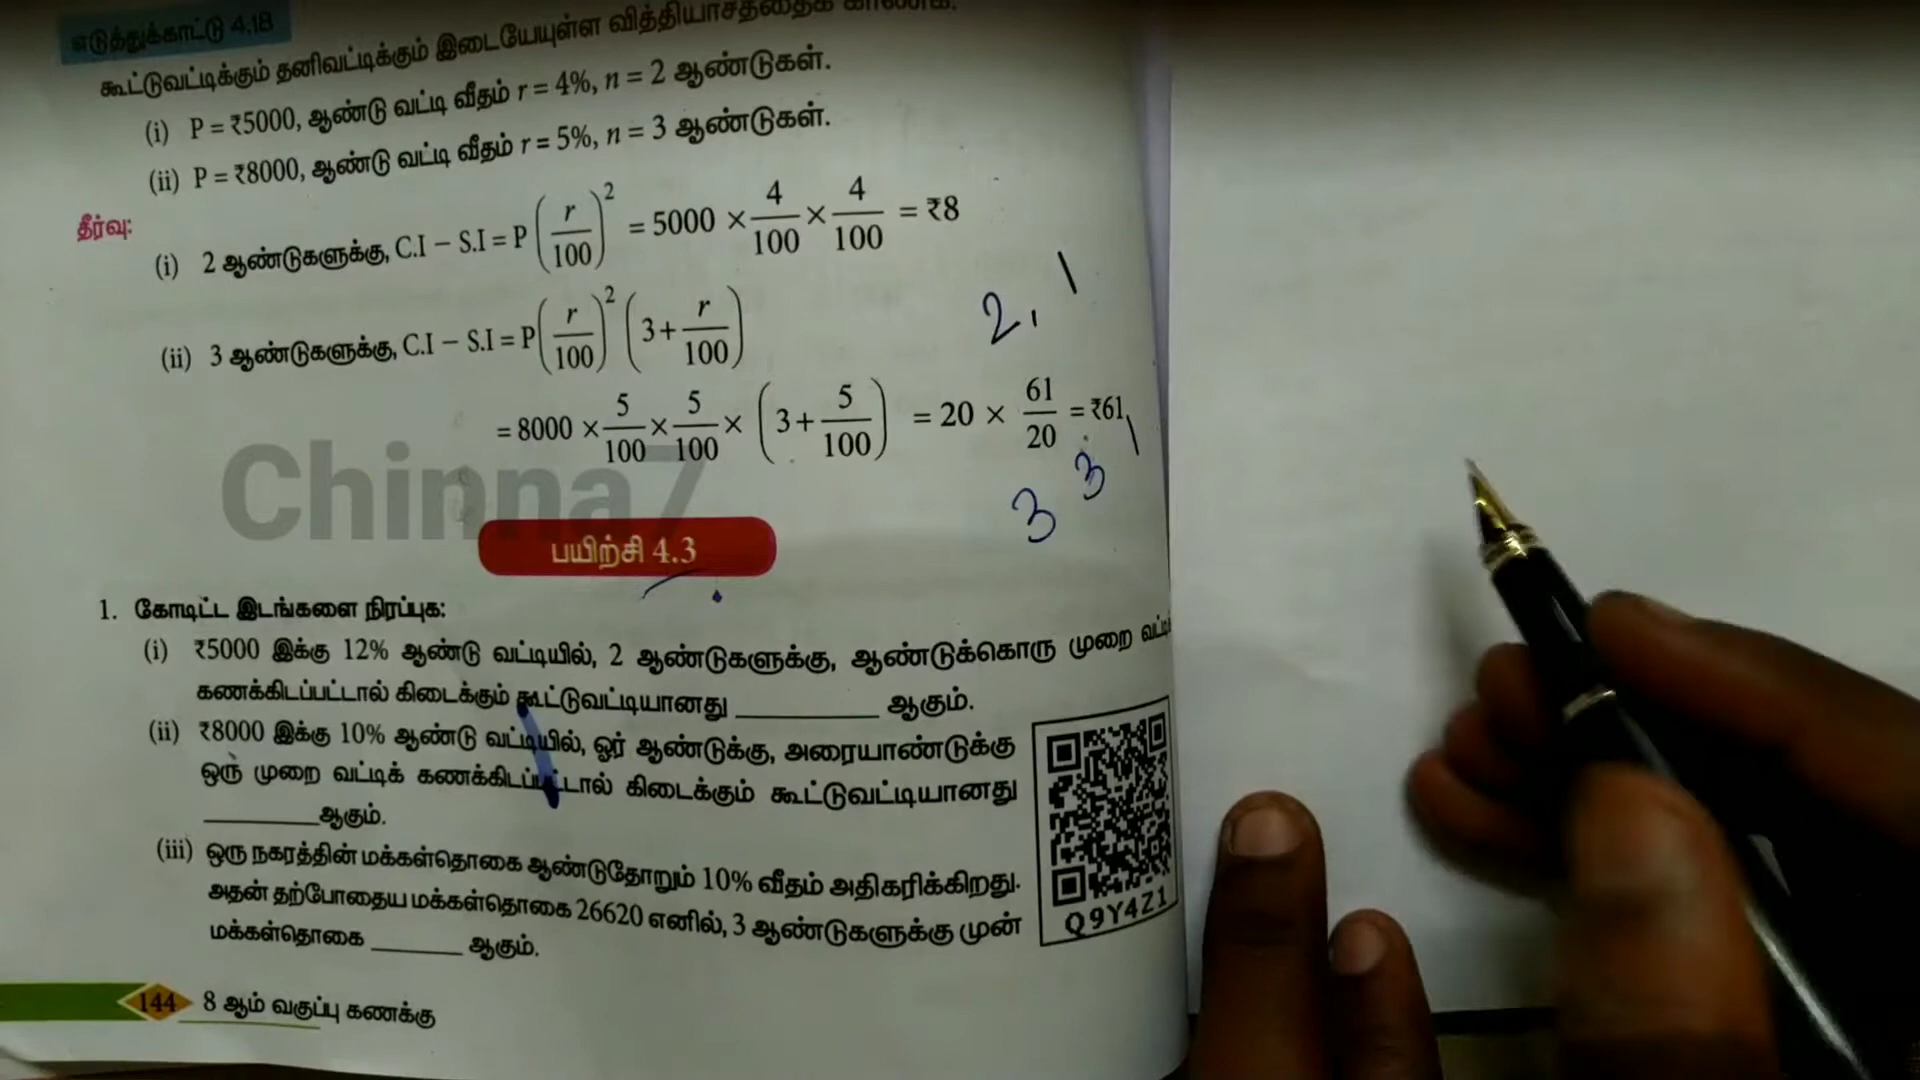 எடுத்துக்காட்டு 4.18
கூட்டுவட்டிக்கும் தனிவட்டிக்கும் இடையேயுள்ள வித்தியாசத்தைக் காண்க.
(i) P = ₹5000, ஆண்டு வட்டி வீதம் r = 4%, n = 2 ஆண்டுகள்.
(ii) P = ₹8000, ஆண்டு வட்டி வீதம் r = 5%, n = 3 ஆண்டுகள்.
தீர்வு:
(i) 2 ஆண்டுகளுக்கு, C.I – S.I = P (r/100)² = 5000 × 4/100 × 4/100 = ₹8
2, 1
(ii) 3 ஆண்டுகளுக்கு, C.I – S.I = P (r/100)² (3 + r/100)
= 8000 × 5/100 × 5/100 × (3 + 5/100) = 20 × 61/20 = ₹61
3 3 1
Chinna7
பயிற்சி 4.3
1. கோடிட்ட இடங்களை நிரப்புக:
(i) ₹5000 இக்கு 12% ஆண்டு வட்டியில், 2 ஆண்டுகளுக்கு, ஆண்டுக்கொரு முறை
கணக்கிடப்பட்டால் கிடைக்கும் கூட்டுவட்டியானது ________ ஆகும்.
(ii) ₹8000 இக்கு 10% ஆண்டு வட்டியில், ஓர் ஆண்டுக்கு, அரையாண்டுக்கு
ஒரு முறை வட்டிக் கணக்கிடப்பட்டால் கிடைக்கும் கூட்டுவட்டியானது
________ ஆகும்.
(iii) ஒரு நகரத்தின் மக்கள்தொகை ஆண்டுதோறும் 10% வீதம் அதிகரிக்கிறது.
அதன் தற்போதைய மக்கள்தொகை 26620 எனில், 3 ஆண்டுகளுக்கு முன்
மக்கள்தொகை ________ ஆகும்.
Q9Y4Z1
144 8 ஆம் வகுப்பு கணக்கு